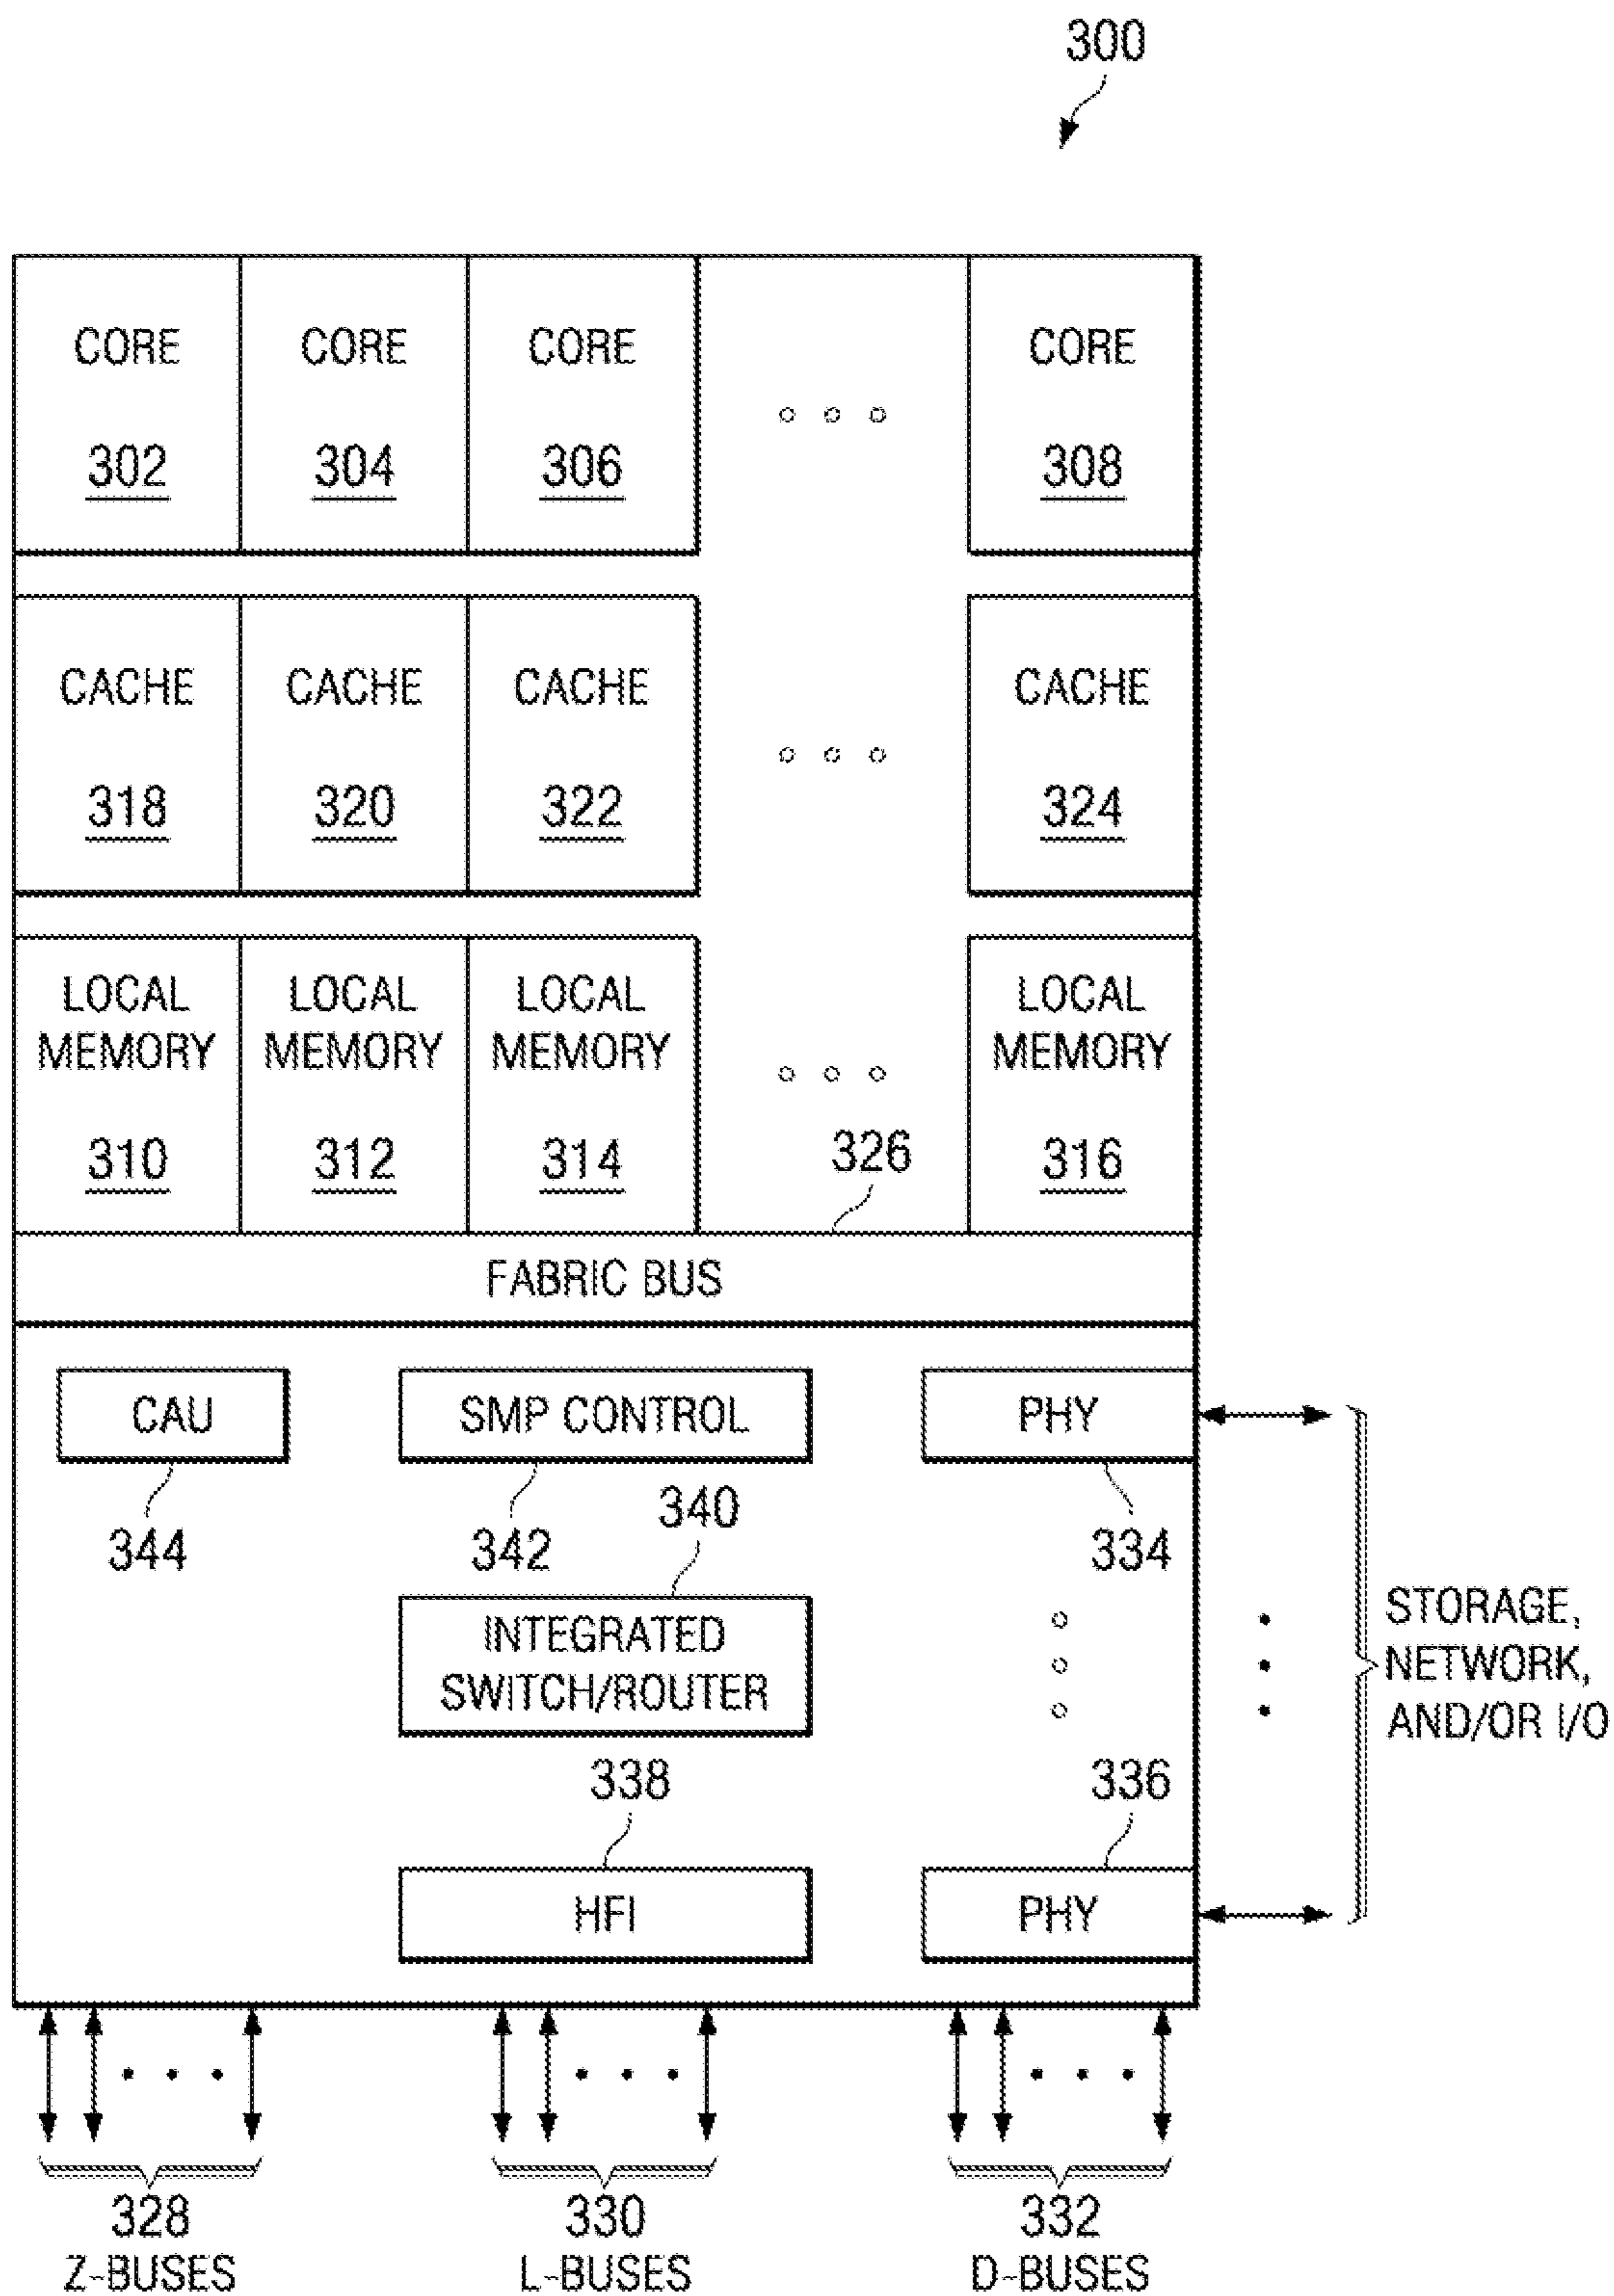 300
CORE CORE CORE CORE
302 304 306 308
CACHE CACHE CACHE CACHE
318 320 322 324
LOCAL LOCAL LOCAL LOCAL
MEMORY MEMORY MEMORY MEMORY
326
310 312 314 316
FABRIC BUS
CAU SMP CONTROL PHY
344 342 340 334
INTEGRATED
SWITCH/ROUTER
STORAGE,
NETWORK,
AND/OR I/O
338 336
HFI PHY
328 330 332
Z-BUSES L-BUSES D-BUSES